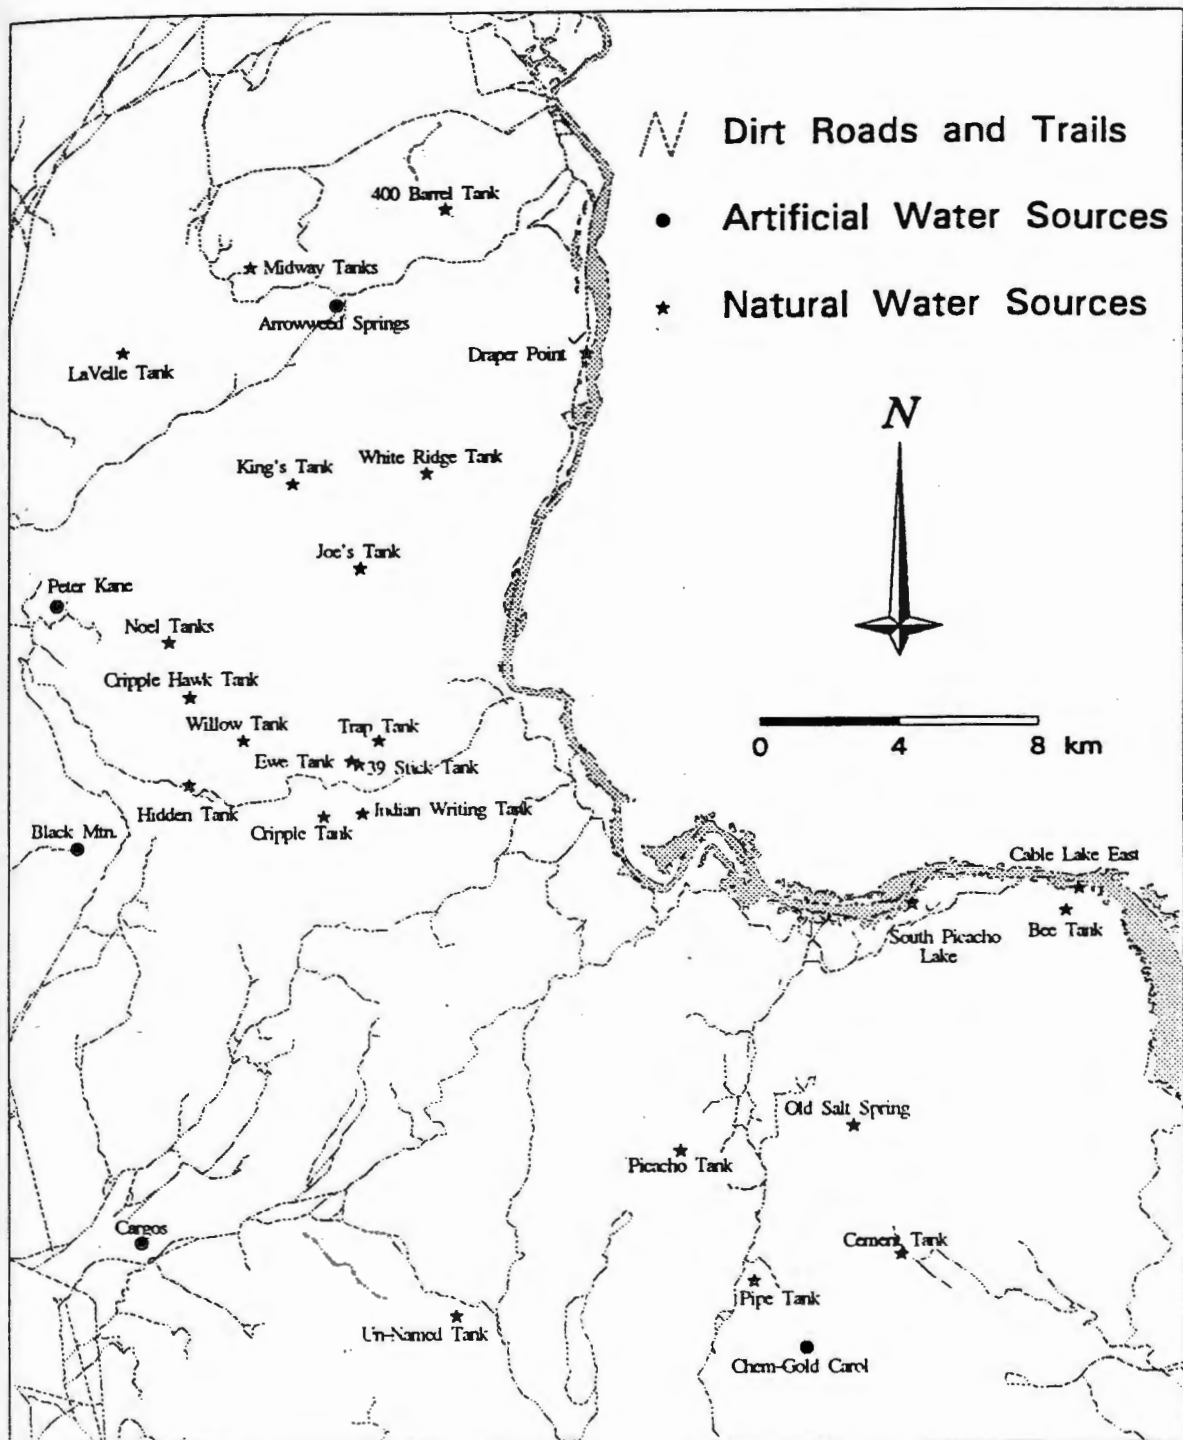 Dirt Roads and Trails
400 Barrel Tank
Artificial Water Sources
Midway Tanks
Natural Water Sources
Arrowweed Springs
Draper Point
LaVelle Tank
N
White Ridge Tank
King's Tank
Joe's Tank
Peter Kane
Noel Tanks
Cripple Hawk Tank
Willow Tank
Trap Tank
0 4 8 km
Ewe Tank
39 Stick Tank
Hidden Tank
Indian Writing Tank
Black Mtn.
Cripple Tank
Cable Lake East
Bee Tank
South Picacho
Lake
Old Salt Spring
Picacho Tank
Cargos
Cement Tank
Pipe Tank
Un-Named Tank
Chem-Gold Carol